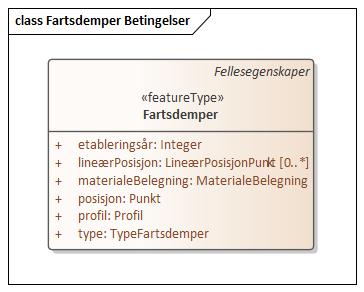 class Fartsdemper Betingelser
Fellesegenskaper
«featureType»
Fartsdemper
+ etableringsår: Integer
+ lineærPosisjon: LineærPosisjonPunkt [0..*]
+ materialeBelegning: MaterialeBelegning
+ posisjon: Punkt
+ profil: Profil
+ type: TypeFartsdemper